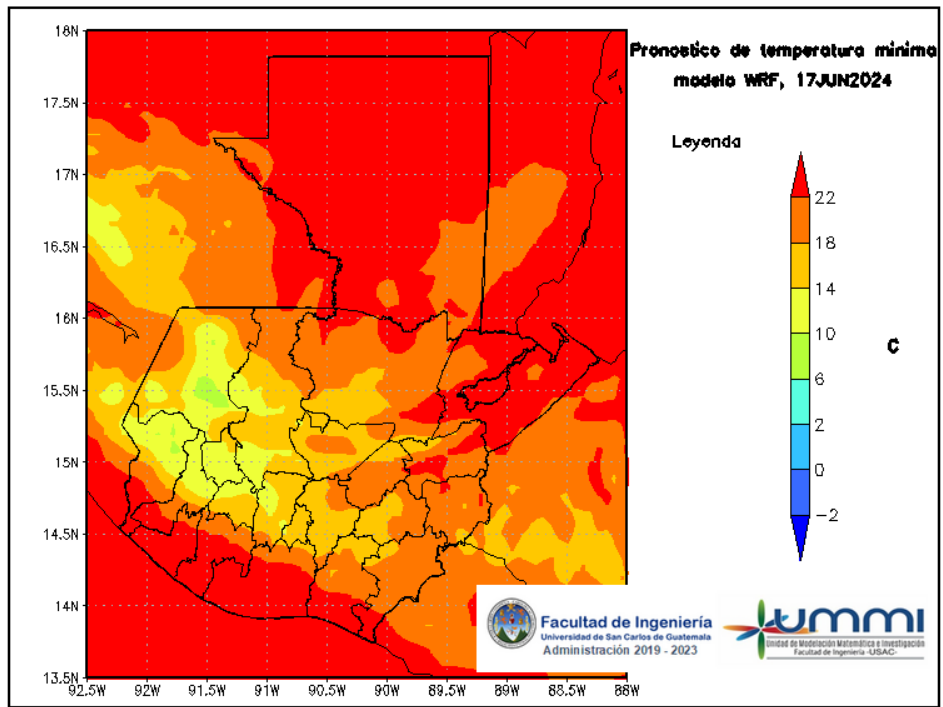 Pronostico de temperatura minima
modelo WRF, 17JUN2024
Leyenda
22
18
14
10
6
2
0
-2
C
18N
17.5N
17N
16.5N
16N
15.5N
15N
14.5N
14N
13.5N
92.5W 92W 91.5W 91W 90.5W 90W 89.5W 89W 88.5W 88W
Facultad de Ingeniería
Universidad de San Carlos de Guatemala
Administración 2019 - 2023
UMMI
Unidad de Modelación Matemática e Investigación
Facultad de Ingeniería -USAC-